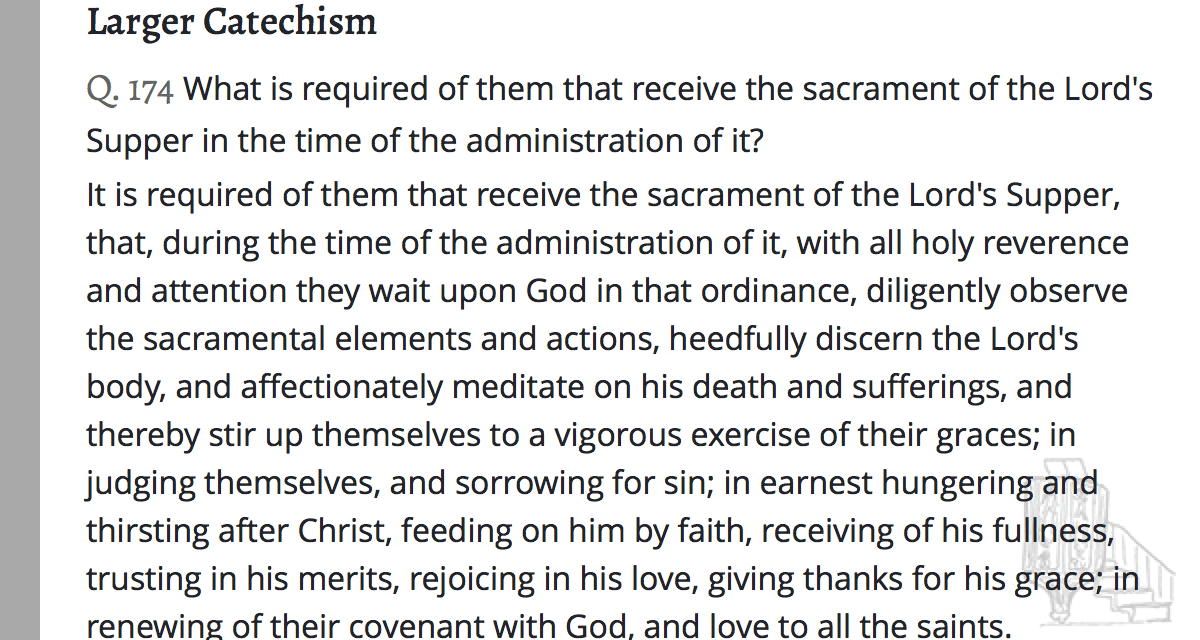 Larger Catechism
Q. 174 What is required of them that receive the sacrament of the Lord's
Supper in the time of the administration of it?
It is required of them that receive the sacrament of the Lord's Supper,
that, during the time of the administration of it, with all holy reverence
and attention they wait upon God in that ordinance, diligently observe
the sacramental elements and actions, heedfully discern the Lord's
body, and affectionately meditate on his death and sufferings, and
thereby stir up themselves to a vigorous exercise of their graces; in
judging themselves, and sorrowing for sin; in earnest hungering and
thirsting after Christ, feeding on him by faith, receiving of his fullness,
trusting in his merits, rejoicing in his love, giving thanks for his grace; in
renewing of their covenant with God, and love to all the saints.